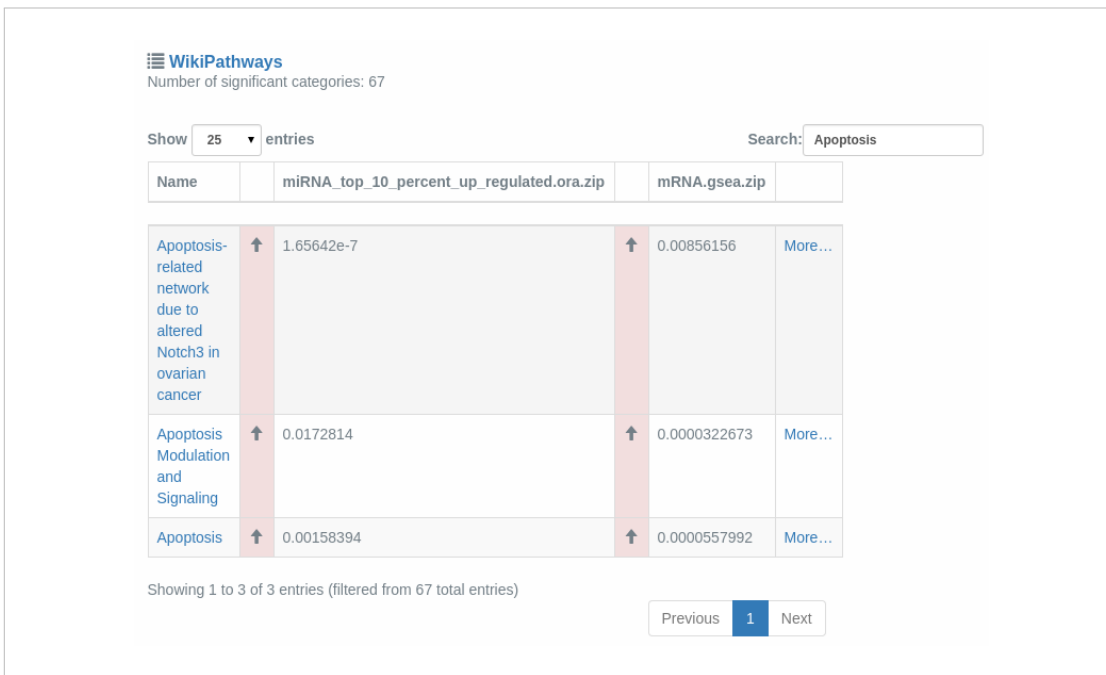 WikiPathways
Number of significant categories: 67
Show 25 entries Search: Apoptosis
Name miRNA_top_10_percent_up_regulated.ora.zip mRNA.gsea.zip
Apoptosis- 1.65642e-7 0.00856156 More…
related
network
due to
altered
Notch3 in
ovarian
cancer
Apoptosis 0.0172814 0.0000322673 More…
Modulation
and
Signaling
Apoptosis 0.00158394 0.0000557992 More…
Showing 1 to 3 of 3 entries (filtered from 67 total entries)
Previous 1 Next